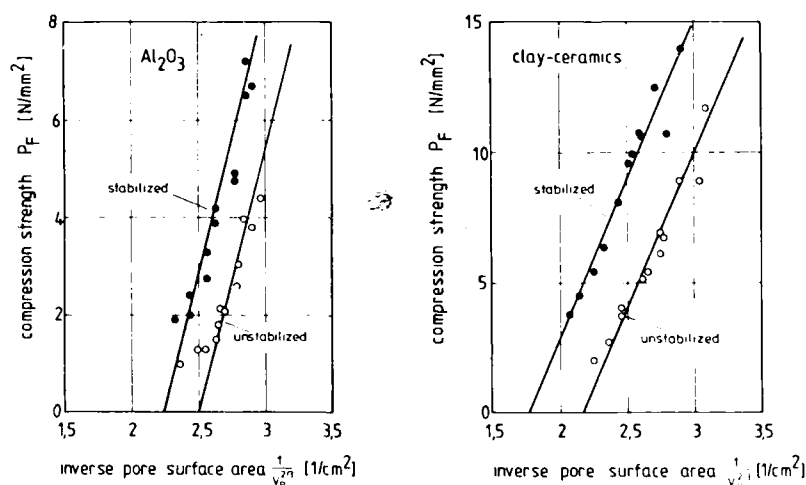 Al2O3
compression strength PF [N/mm²]
8
6
4
2
0
stabilized
unstabilized
1,5 2 2,5 3 3,5
inverse pore surface area [1/cm²]
clay-ceramics
compression strength PF [N/mm²]
15
10
5
0
stabilized
unstabilized
1,5 2 2,5 3 3,5
inverse pore surface area [1/cm²]